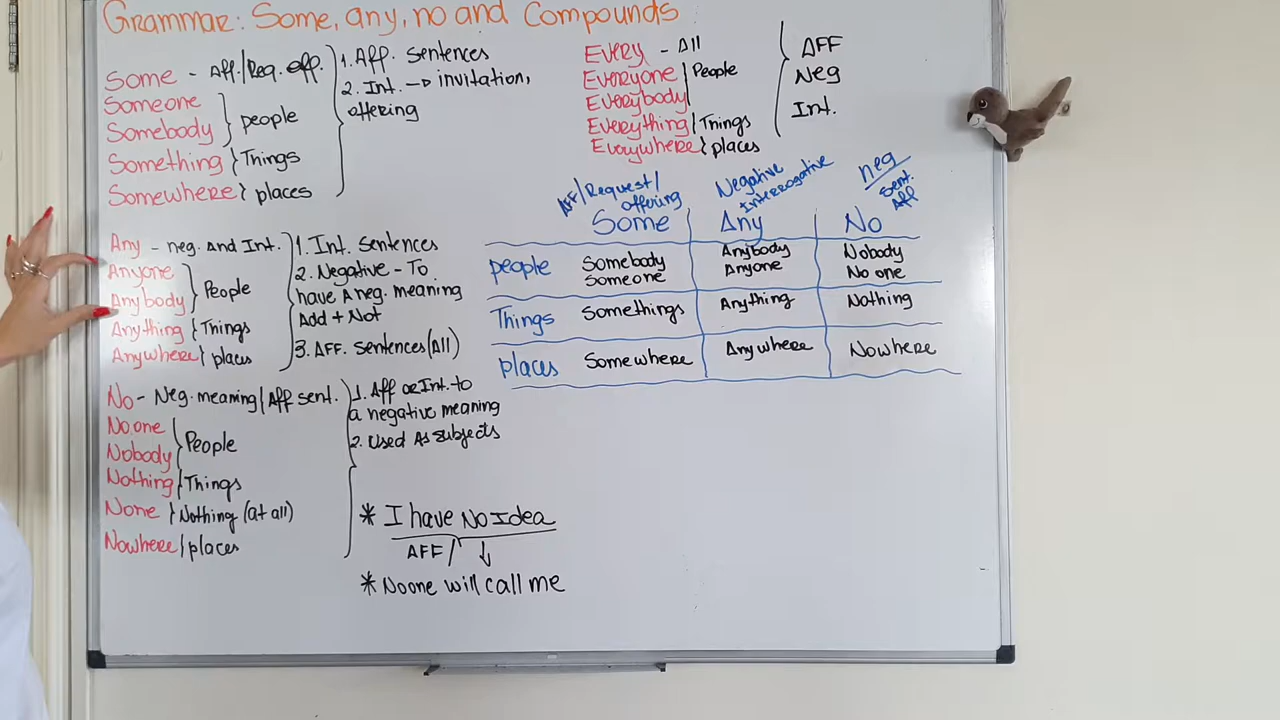 Grammar: Some, any, no and Compounds
Some - Aff./Req. off.
Someone
Somebody
people
Something } Things
Somewhere } places
1. Aff. sentences
2. Int. → invitation,
offering
Any - neg. and Int.
Anyone
Anybody
People
Anything } Things
Anywhere } places
1. Int. sentences
2. Negative - To
have A neg. meaning
Add + Not
3. AFF. sentences (All)
No - Neg. meaning/Aff sent.
No one
Nobody
People
Nothing } Things
None } Nothing (at all)
Nowhere / places
1. Aff or Int. to
a negative meaning
2. Used As subjects
* I have No Idea
AFF / ↓
* No one will call me
Every - All
Everyone
Everybody
People
Everything / Things
Everywhere } places
AFF
Neg
Int.
AF/Request/
offering
Negative
Interrogative
neg
sent.
Aff
Some Any No
people Somebody Anybody Nobody
Someone Anyone No one
Things Somethings Anything Nothing
places Somewhere Anywhere Nowhere